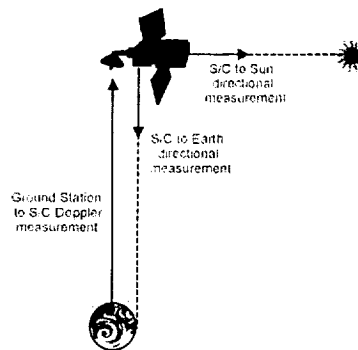 S/C to Sun
directional
measurement
S/C to Earth
directional
measurement
Ground Station
to S/C Doppler
measurement